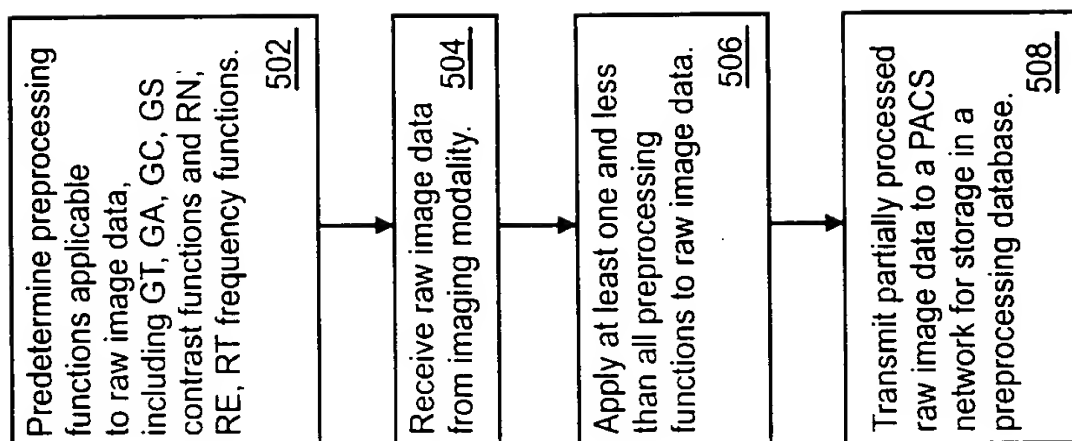 Predetermine preprocessing
functions applicable
to raw image data,
including GT, GA, GC, GS
contrast functions and RN,
RE, RT frequency functions.
502
Receive raw image data
from imaging modality.
504
Apply at least one and less
than all preprocessing
functions to raw image data.
506
Transmit partially processed
raw image data to a PACS
network for storage in a
preprocessing database.
508